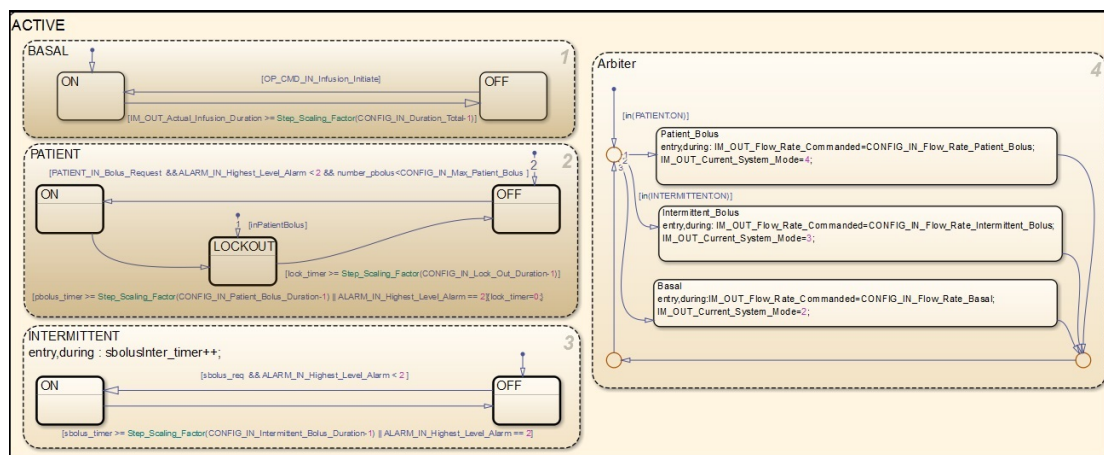 ACTIVE
BASAL
1
ON
OFF
[OP_CMD_IN_Infusion_Initiate]
[IM_OUT_Actual_Infusion_Duration >= Step_Scaling_Factor(CONFIG_IN_Duration_Total-1)]
PATIENT
2
2
[PATIENT_IN_Bolus_Request &&ALARM_IN_Highest_Level_Alarm < 2 && number_pbolus<CONFIG_IN_Max_Patient_Bolus ]
ON
OFF
1
[inPatientBolus]
LOCKOUT
[lock_timer >= Step_Scaling_Factor(CONFIG_IN_Lock_Out_Duration-1)]
[pbolus_timer >= Step_Scaling_Factor(CONFIG_IN_Patient_Bolus_Duration-1) || ALARM_IN_Highest_Level_Alarm == 2]{lock_timer=0;}
INTERMITTENT
3
entry,during : sbolusInter_timer++;
ON
OFF
[sbolus_req &&ALARM_IN_Highest_Level_Alarm < 2 ]
[sbolus_timer >= Step_Scaling_Factor(CONFIG_IN_Intermittent_Bolus_Duration-1) || ALARM_IN_Highest_Level_Alarm == 2]
Arbiter
4
[in(PATIENT.ON)]
1
2
3
Patient_Bolus
entry,during: IM_OUT_Flow_Rate_Commanded=CONFIG_IN_Flow_Rate_Patient_Bolus;
IM_OUT_Current_System_Mode=4;
[in(INTERMITTENT.ON)]
Intermittent_Bolus
entry,during: IM_OUT_Flow_Rate_Commanded=CONFIG_IN_Flow_Rate_Intermittent_Bolus;
IM_OUT_Current_System_Mode=3;
Basal
entry,during:IM_OUT_Flow_Rate_Commanded=CONFIG_IN_Flow_Rate_Basal;
IM_OUT_Current_System_Mode=2;